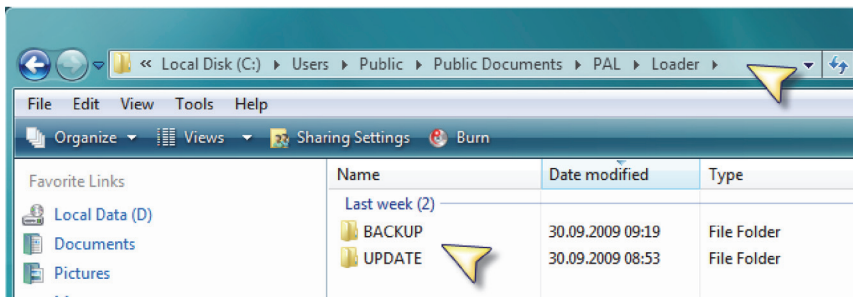 « Local Disk (C:) ▸ Users ▸ Public ▸ Public Documents ▸ PAL ▸ Loader ▸
File Edit View Tools Help
Organize Views Sharing Settings Burn
Favorite Links
Name Date modified Type
Last week (2)
Local Data (D)
BACKUP 30.09.2009 09:19 File Folder
Documents
UPDATE 30.09.2009 08:53 File Folder
Pictures